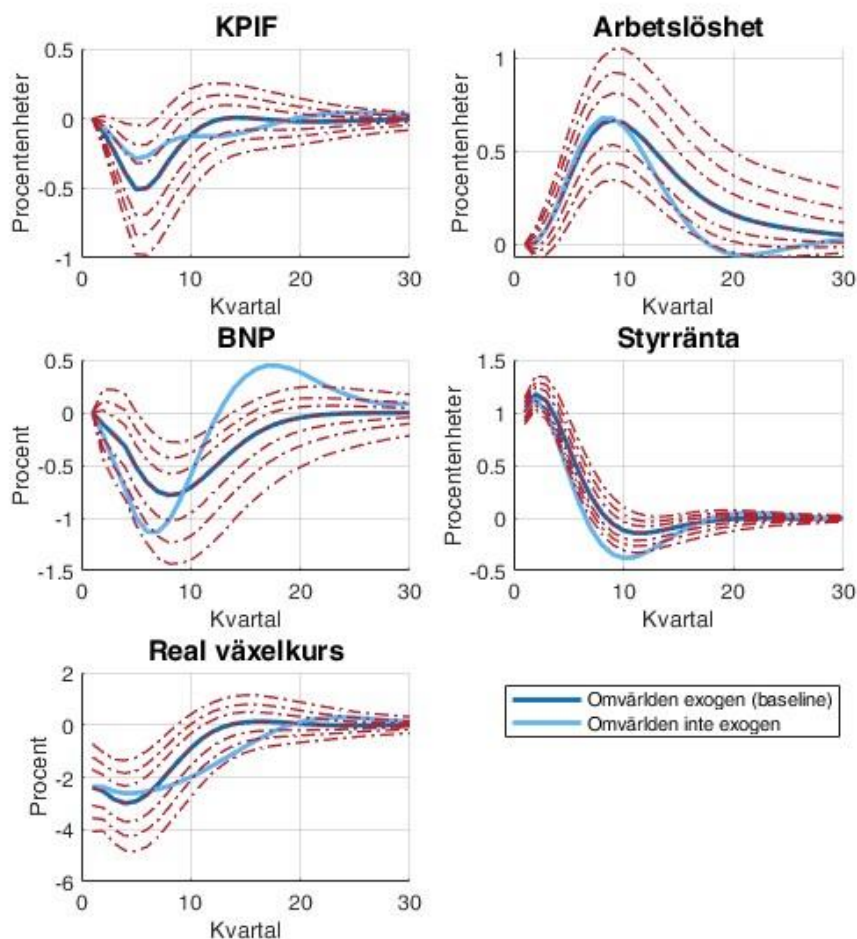 KPIF
Procentenheter
0.5
0
-0.5
-1
0
10
20
30
Kvartal
Arbetslöshet
Procentenheter
1
0.5
0
0
10
20
30
Kvartal
BNP
Procent
0.5
0
-0.5
-1
-1.5
0
10
20
30
Kvartal
Styrränta
Procentenheter
1.5
1
0.5
0
-0.5
0
10
20
30
Kvartal
Real växelkurs
Procent
2
0
-2
-4
-6
0
10
20
30
Kvartal
Omvärlden exogen (baseline)
Omvärlden inte exogen